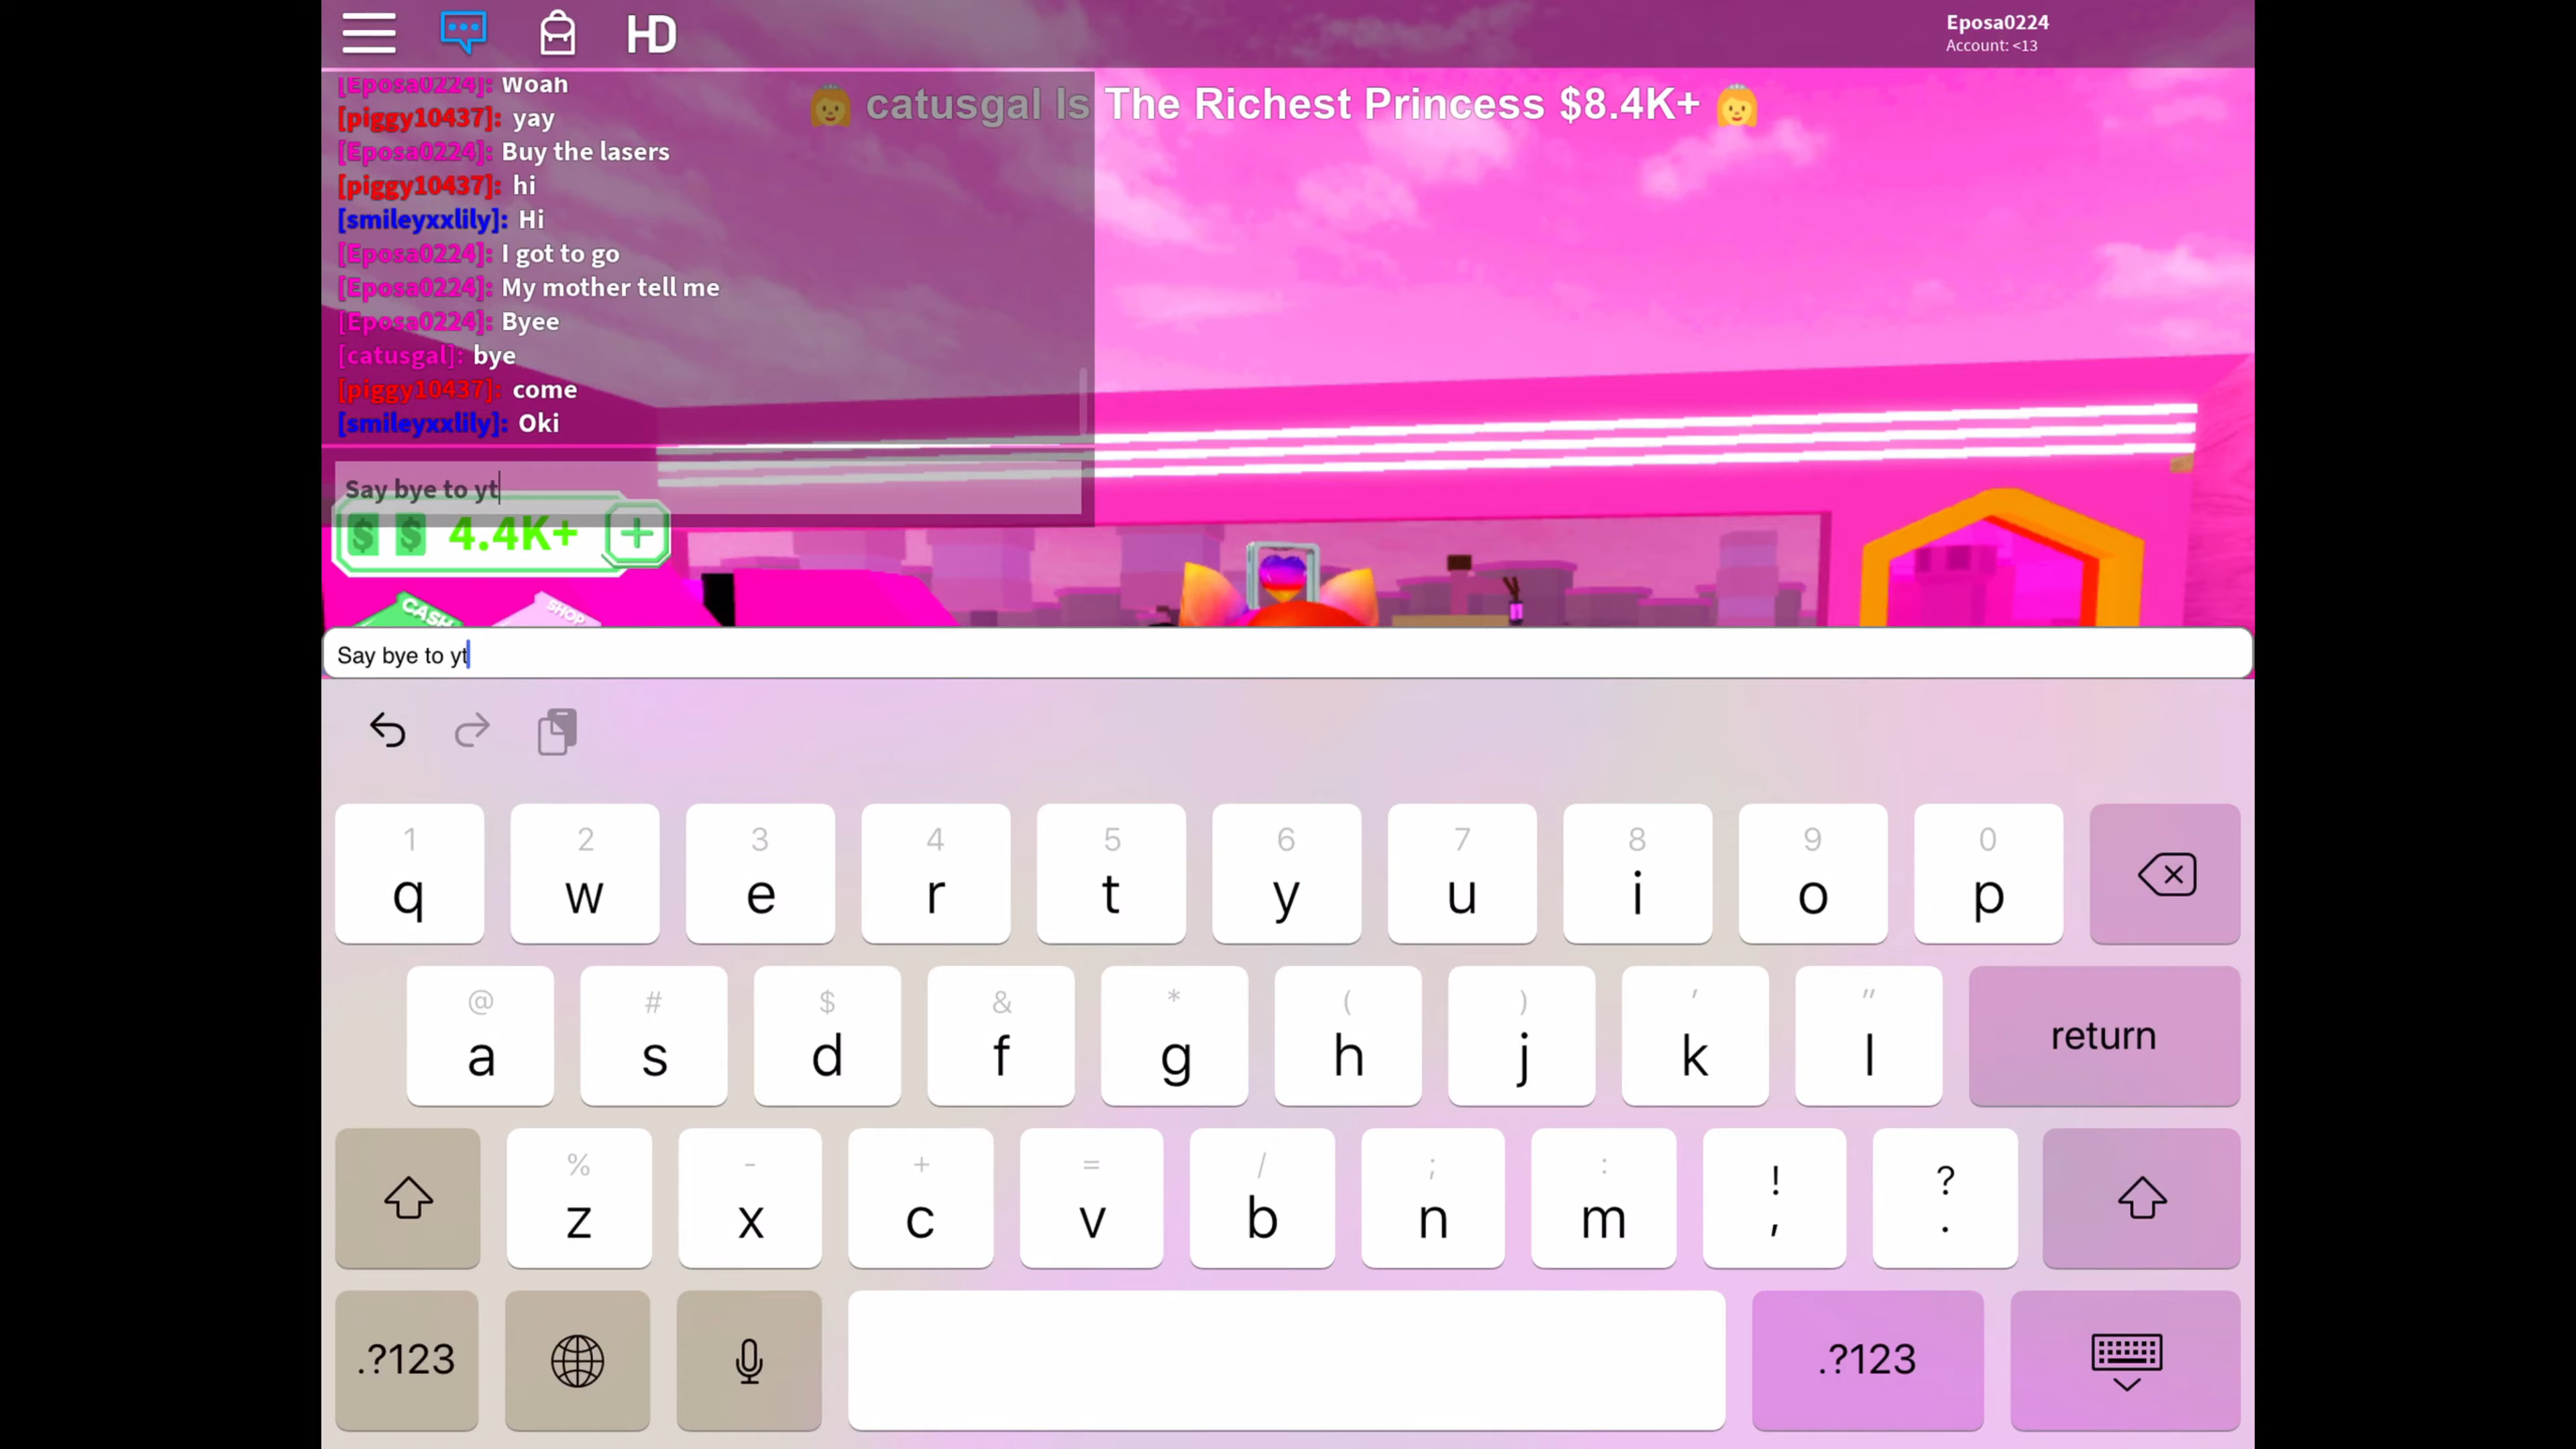 HD
Eposa0224
Account: <13
👸 catusgal Is The Richest Princess $8.4K+ 👸
[Eposa0224]: Woah
[piggy10437]: yay
[Eposa0224]: Buy the lasers
[piggy10437]: hi
[smileyxxlily]: Hi
[Eposa0224]: I got to go
[Eposa0224]: My mother tell me
[Eposa0224]: Byee
[catusgal]: bye
[piggy10437]: come
[smileyxxlily]: Oki
Say bye to yt
$ $ 4.4K+ +
CASH SHOP
Say bye to yt
1 2 3 4 5 6 7 8 9 0
q w e r t y u i o p
@ # $ & * ( ) ' "
a s d f g h j k l return
% - + = / ; : ! ?
z x c v b n m , .
.?123 .?123